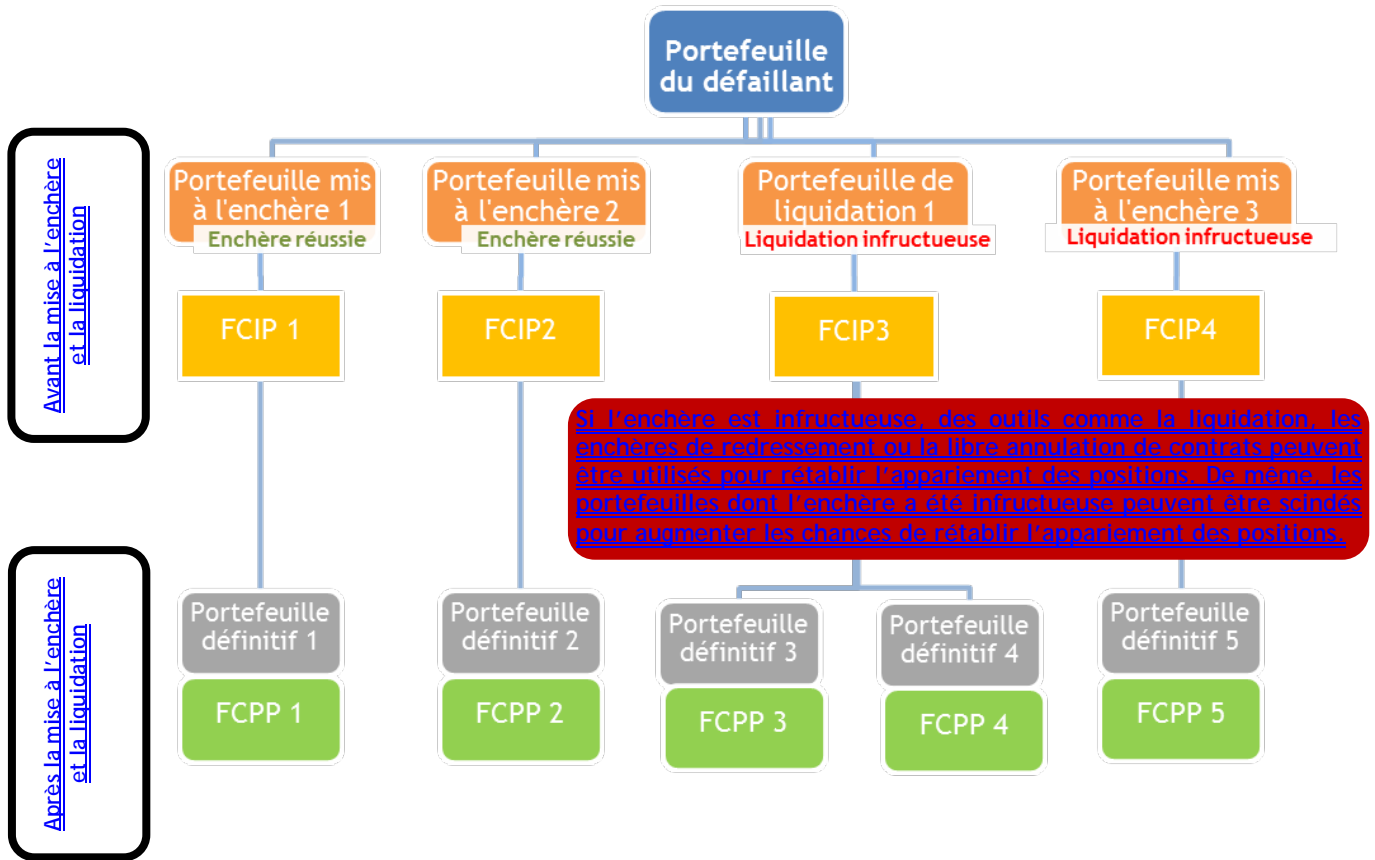 Portefeuille
du défaillant
Avant la mise à l'enchère
et la liquidation
Portefeuille mis
à l'enchère 1
Enchère réussie
Portefeuille mis
à l'enchère 2
Enchère réussie
Portefeuille de
liquidation 1
Liquidation infructueuse
Portefeuille mis
à l'enchère 3
Liquidation infructueuse
FCIP 1
FCIP2
FCIP3
FCIP4
Si l'enchère est infructueuse, des outils comme la liquidation, les
enchères de redressement ou la libre annulation de contrats peuvent
être utilisés pour rétablir l'appariement des positions. De même, les
portefeuilles dont l'enchère a été infructueuse peuvent être scindés
pour augmenter les chances de rétablir l'appariement des positions.
Après la mise à l'enchère
et la liquidation
Portefeuille
définitif 1
Portefeuille
définitif 2
Portefeuille
définitif 3
Portefeuille
définitif 4
Portefeuille
définitif 5
FCPP 1
FCPP 2
FCPP 3
FCPP 4
FCPP 5